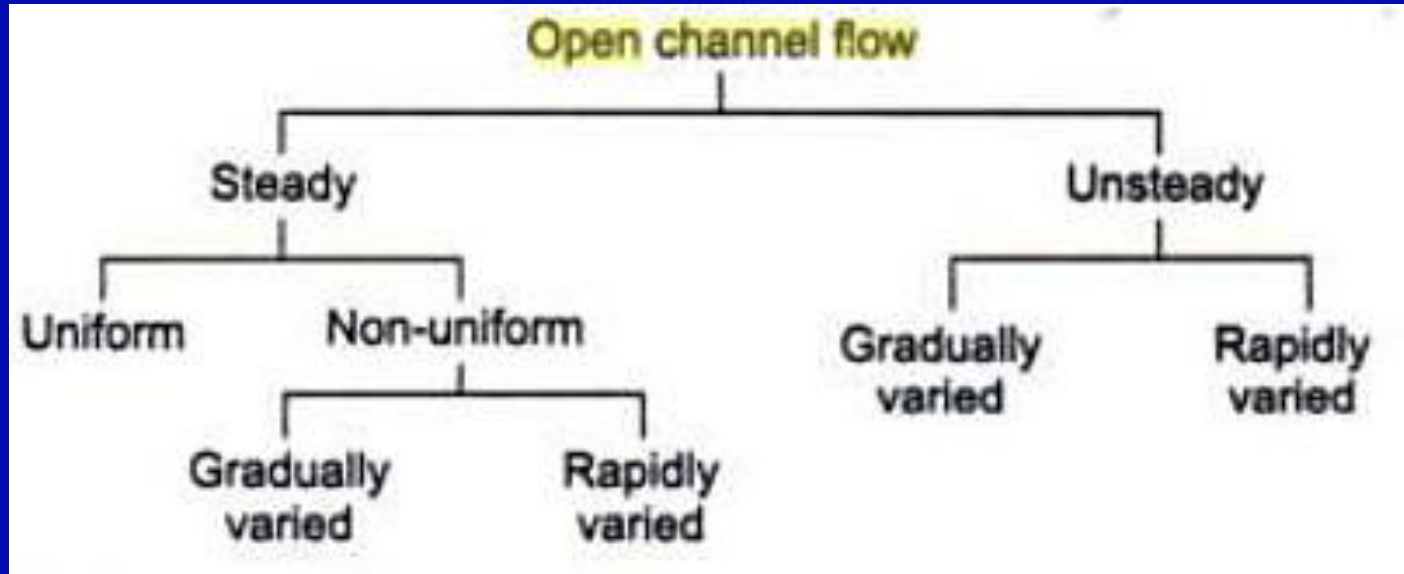 Open channel flow
Steady
Unsteady
Uniform
Non-uniform
Gradually
varied
Rapidly
varied
Gradually
varied
Rapidly
varied